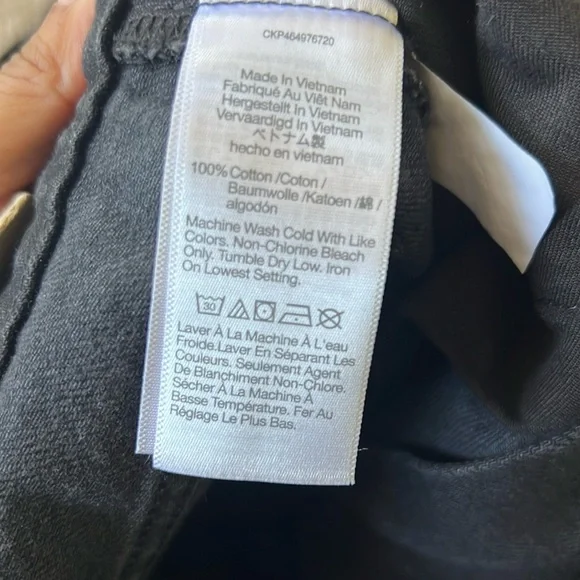 CKP464976720
Made In Vietnam
Fabriqué Au Viêt Nam
Hergestellt In Vietnam
Vervaardigd In Vietnam
ベトナム製
hecho en vietnam
100% Cotton /Coton /
Baumwolle /Katoen /綿 /
algodón
Machine Wash Cold With Like
Colors. Non-Chlorine Bleach
Only. Tumble Dry Low. Iron
On Lowest Setting.
30
Laver À La Machine À L'eau
Froide.Laver En Séparant Les
Couleurs. Seulement Agent
De Blanchiment Non-Chlore.
Sécher À La Machine À
Basse Température. Fer Au
Réglage Le Plus Bas.